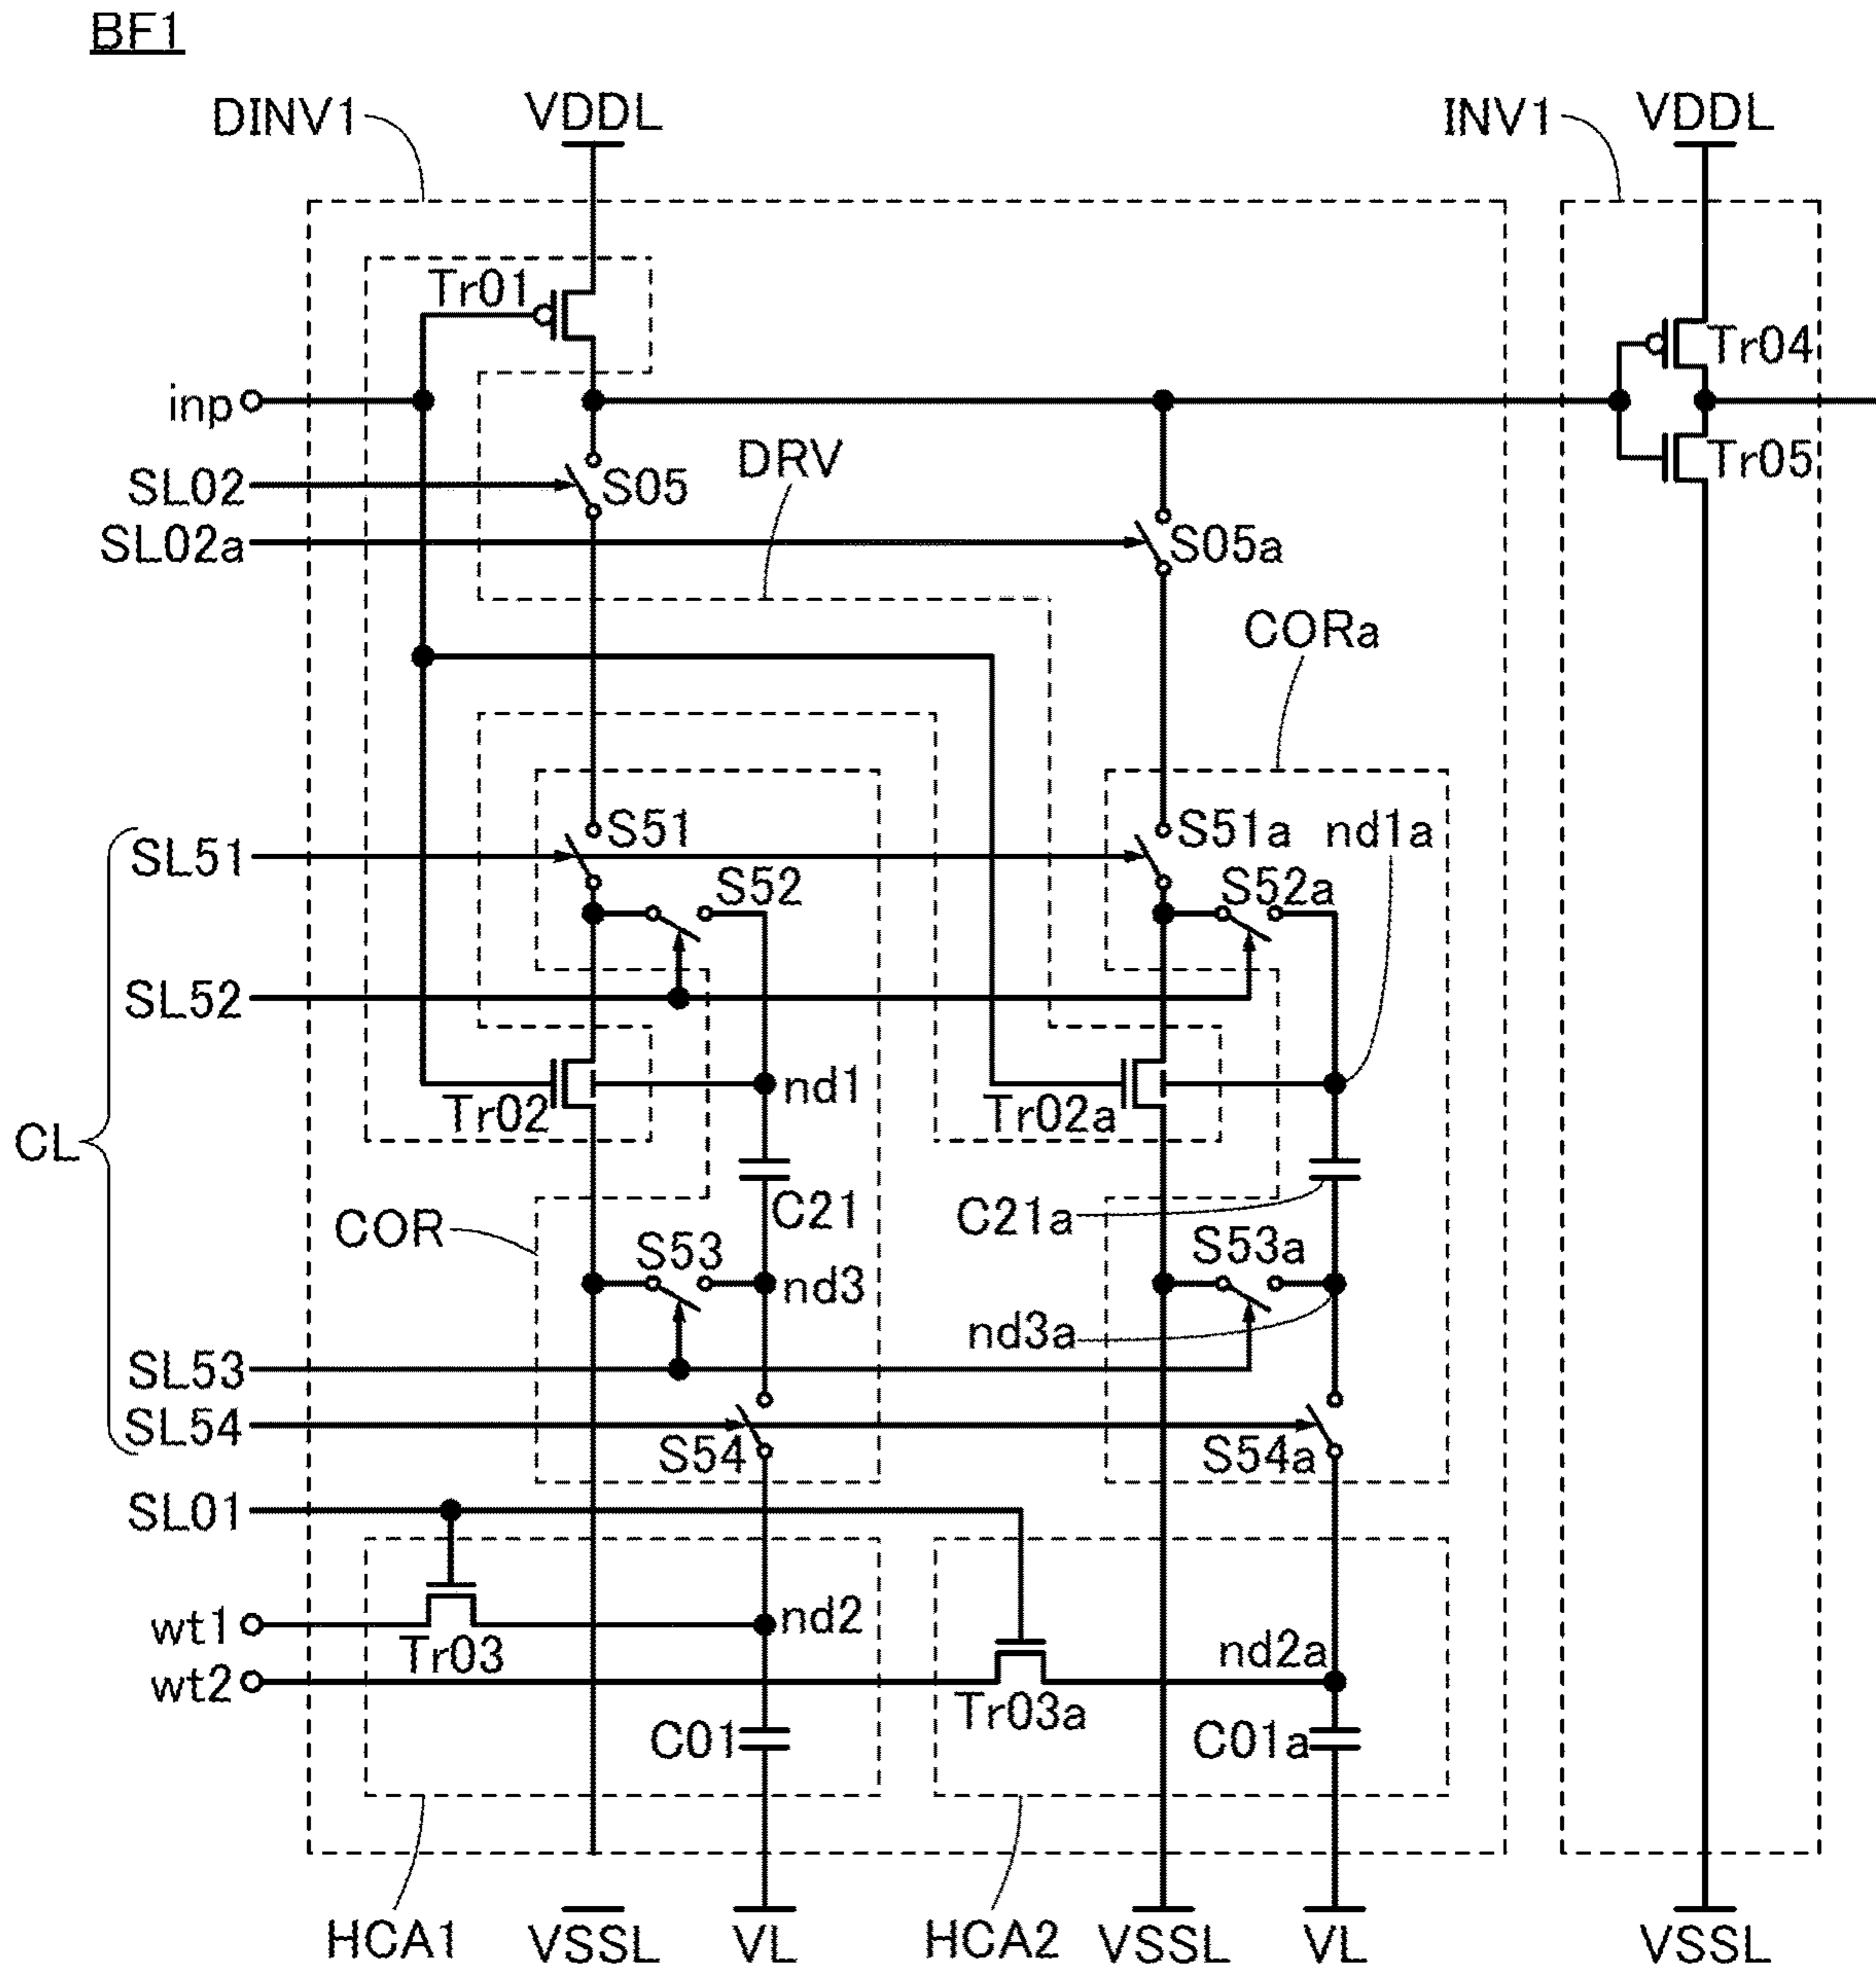 BF1
DINV1
VDDL
INV1
VDDL
Tr01
Tr04
inp
DRV
Tr05
SL02
S05
SL02a
S05a
CORa
S51
S51a
nd1a
SL51
S52
S52a
SL52
nd1
Tr02
Tr02a
CL
C21
C21a
COR
S53
S53a
nd3
nd3a
SL53
SL54
S54
S54a
SL01
wt1
Tr03
nd2
nd2a
wt2
Tr03a
C01
C01a
HCA1
VSSL
VL
HCA2
VSSL
VL
VSSL